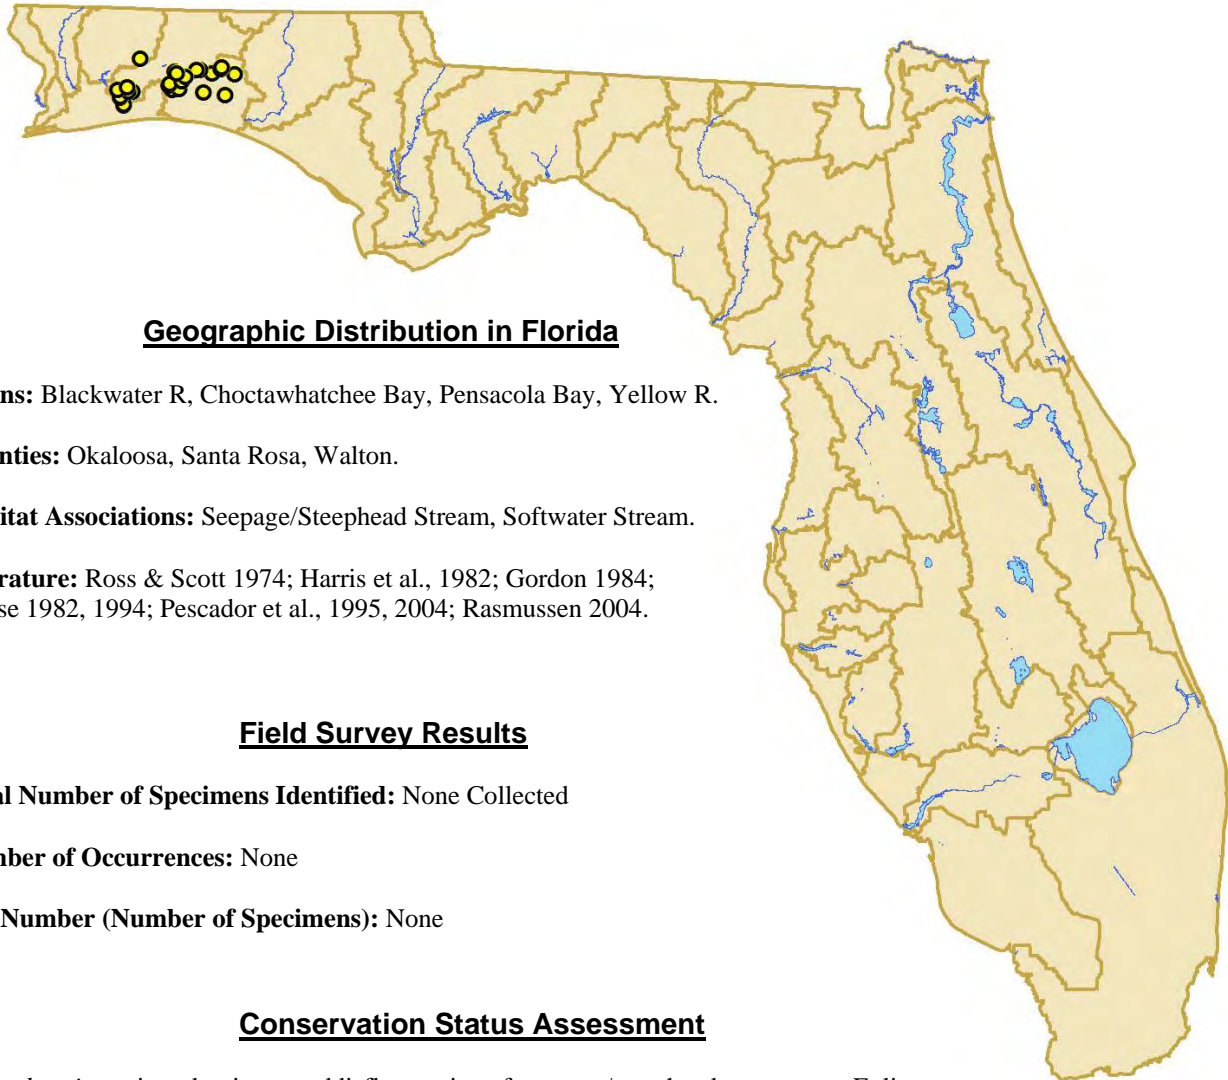 Geographic Distribution in Florida
ns: Blackwater R, Choctawhatchee Bay, Pensacola Bay, Yellow R.
nties: Okaloosa, Santa Rosa, Walton.
itat Associations: Seepage/Steephead Stream, Softwater Stream.
rature: Ross & Scott 1974; Harris et al., 1982; Gordon 1984;
se 1982, 1994; Pescador et al., 1995, 2004; Rasmussen 2004.
Field Survey Results
al Number of Specimens Identified: None Collected
ber of Occurrences: None
Number (Number of Specimens): None
Conservation Status Assessment